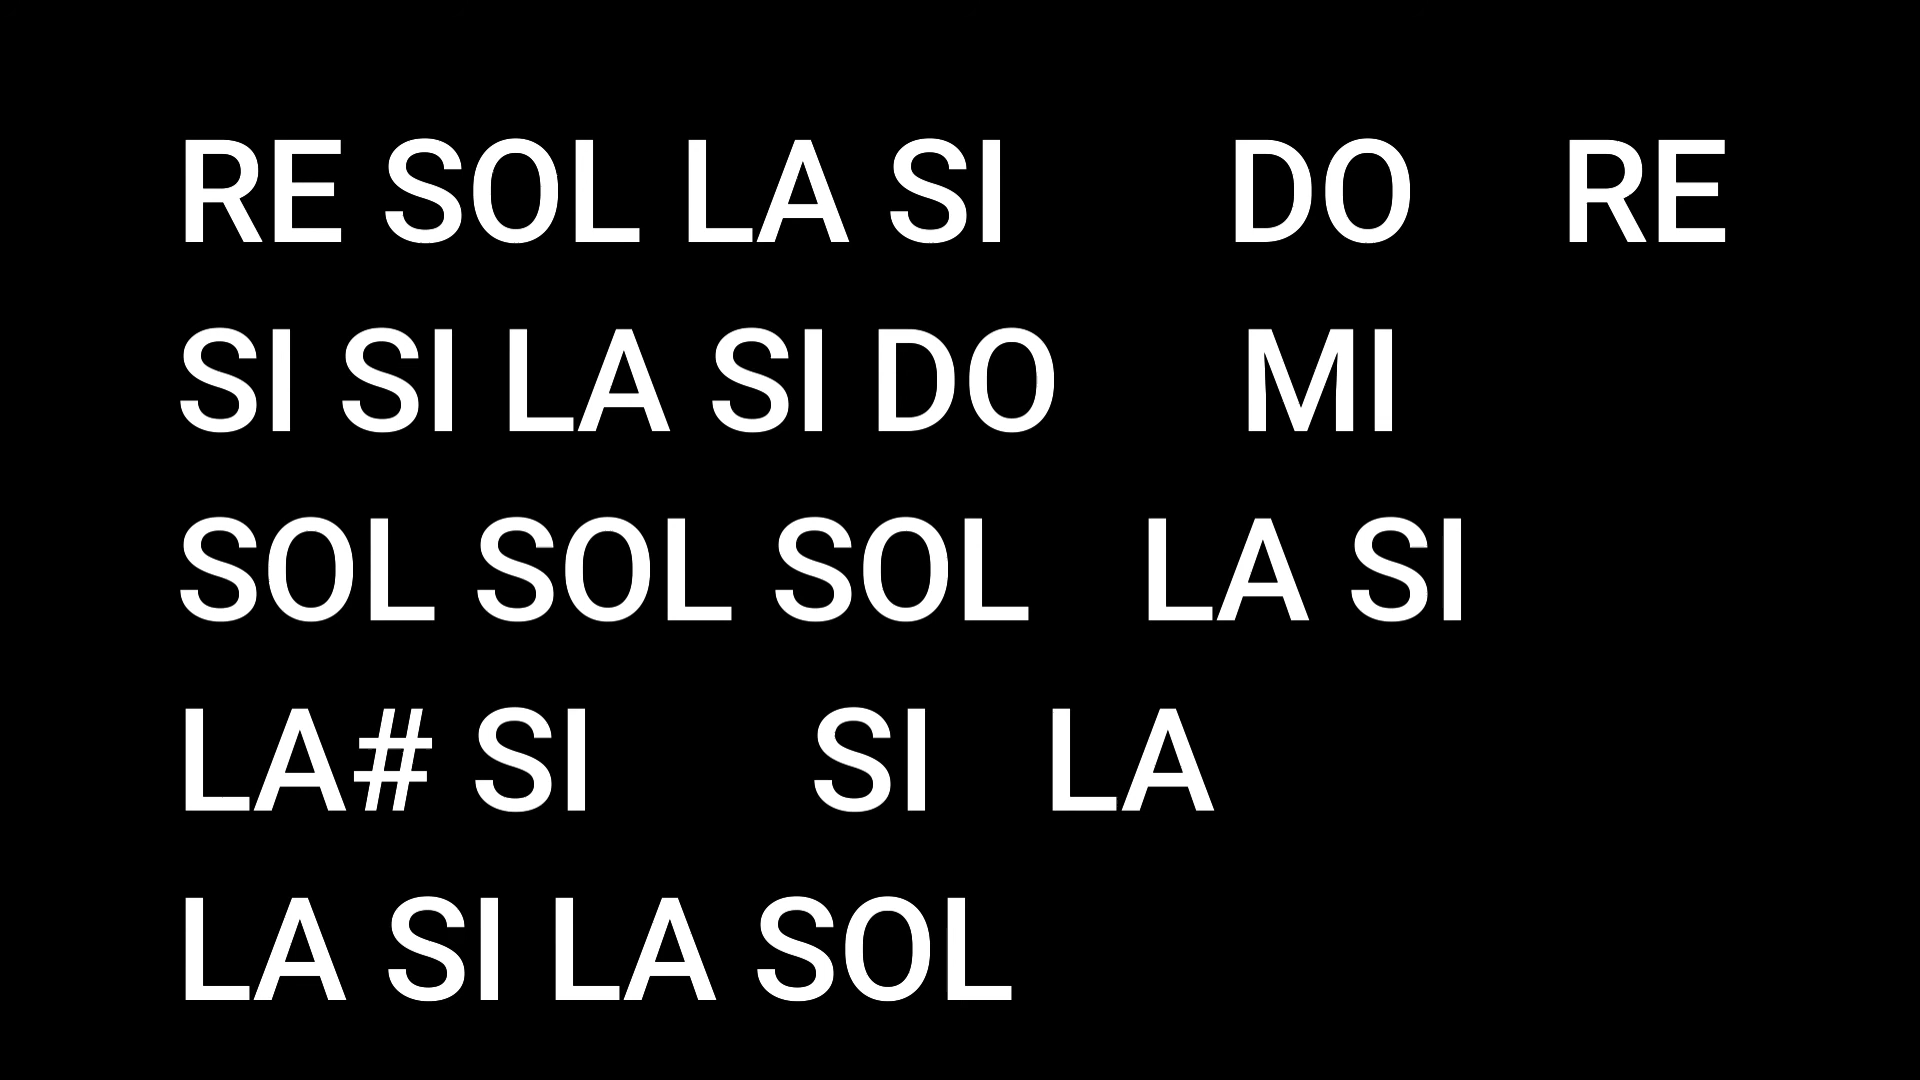 RE SOL LA SI DO RE
SI SI LA SI DO MI
SOL SOL SOL LA SI
LA# SI SI LA
LA SI LA SOL